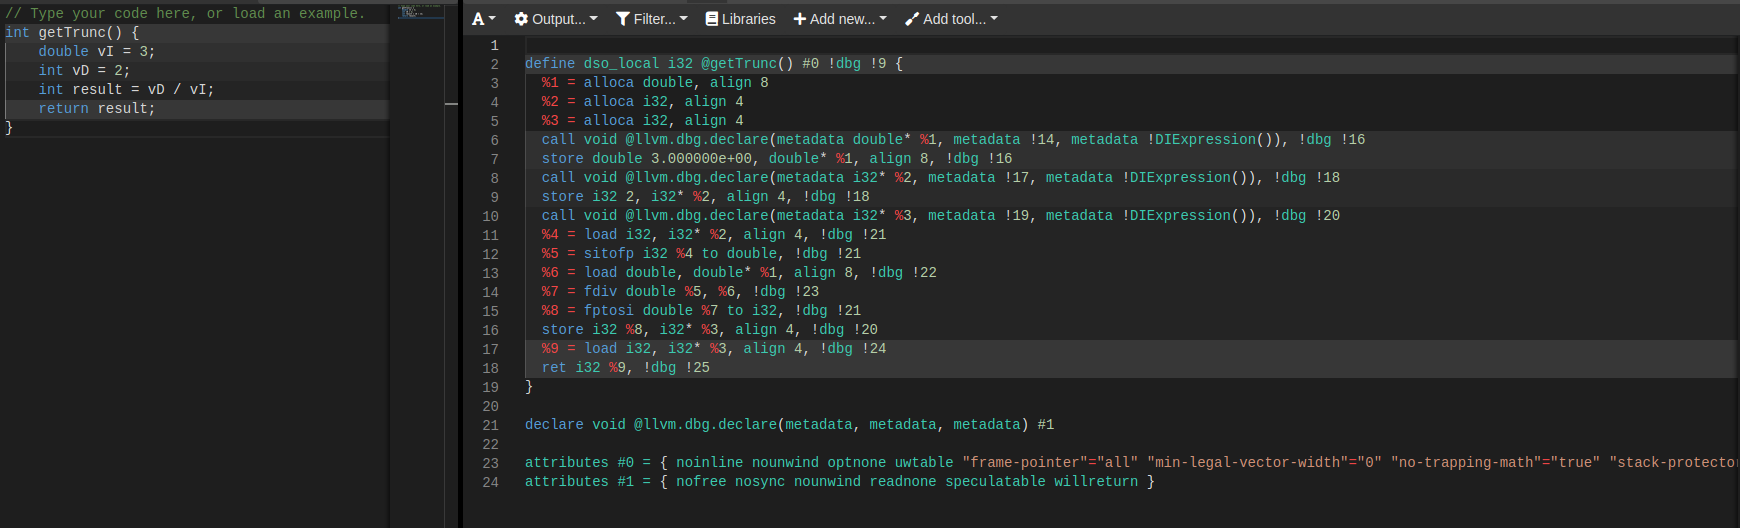 // Type your code here, or load an example.
int getTrunc() {
    double vI = 3;
    int vD = 2;
    int result = vD / vI;
    return result;
}
A Output... Filter... Libraries Add new... Add tool...
1
2 define dso_local i32 @getTrunc() #0 !dbg !9 {
3   %1 = alloca double, align 8
4   %2 = alloca i32, align 4
5   %3 = alloca i32, align 4
6   call void @llvm.dbg.declare(metadata double* %1, metadata !14, metadata !DIExpression()), !dbg !16
7   store double 3.000000e+00, double* %1, align 8, !dbg !16
8   call void @llvm.dbg.declare(metadata i32* %2, metadata !17, metadata !DIExpression()), !dbg !18
9   store i32 2, i32* %2, align 4, !dbg !18
10   call void @llvm.dbg.declare(metadata i32* %3, metadata !19, metadata !DIExpression()), !dbg !20
11   %4 = load i32, i32* %2, align 4, !dbg !21
12   %5 = sitofp i32 %4 to double, !dbg !21
13   %6 = load double, double* %1, align 8, !dbg !22
14   %7 = fdiv double %5, %6, !dbg !23
15   %8 = fptosi double %7 to i32, !dbg !21
16   store i32 %8, i32* %3, align 4, !dbg !20
17   %9 = load i32, i32* %3, align 4, !dbg !24
18   ret i32 %9, !dbg !25
19 }
20
21 declare void @llvm.dbg.declare(metadata, metadata, metadata) #1
22
23 attributes #0 = { noinline nounwind optnone uwtable "frame-pointer"="all" "min-legal-vector-width"="0" "no-trapping-math"="true" "stack-protecto
24 attributes #1 = { nofree nosync nounwind readnone speculatable willreturn }